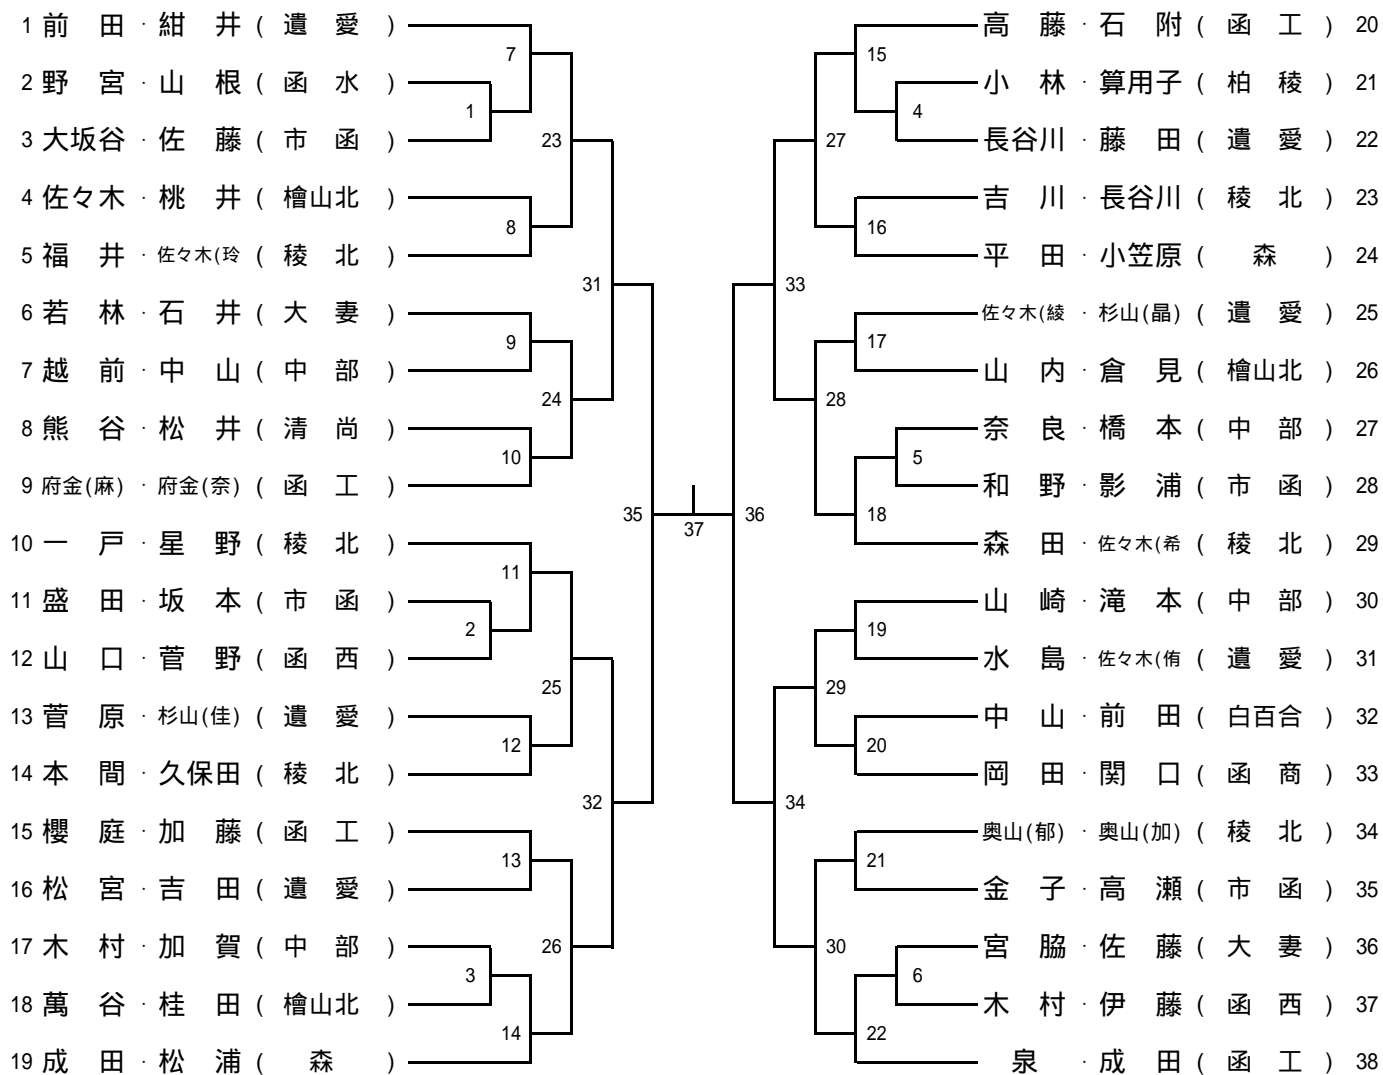 1 前 田 · 紺 井 ( 遺 愛 )
2 野 宮 · 山 根 ( 函 水 )
3 大坂谷 · 佐 藤 ( 市 函 )
4 佐々木 · 桃 井 ( 檜山北 )
5 福 井 · 佐々木(玲 ( 稜 北 )
6 若 林 · 石 井 ( 大 妻 )
7 越 前 · 中 山 ( 中 部 )
8 熊 谷 · 松 井 ( 清 尚 )
9 府金(麻) · 府金(奈) ( 函 工 )
10 一 戸 · 星 野 ( 稜 北 )
11 盛 田 · 坂 本 ( 市 函 )
12 山 口 · 菅 野 ( 函 西 )
13 菅 原 · 杉山(佳) ( 遺 愛 )
14 本 間 · 久保田 ( 稜 北 )
15 櫻 庭 · 加 藤 ( 函 工 )
16 松 宮 · 吉 田 ( 遺 愛 )
17 木 村 · 加 賀 ( 中 部 )
18 萬 谷 · 桂 田 ( 檜山北 )
19 成 田 · 松 浦 ( 森 )
7
1
23
8
31
9
24
10
35
11
2
25
12
32
13
26
3
14
37
36
15
4
27
16
33
17
28
5
18
19
29
20
34
21
30
6
22
高 藤 · 石 附 ( 函 工 ) 20
小 林 · 算用子 ( 柏 稜 ) 21
長谷川 · 藤 田 ( 遺 愛 ) 22
吉 川 · 長谷川 ( 稜 北 ) 23
平 田 · 小笠原 ( 森 ) 24
佐々木(綾 · 杉山(晶) ( 遺 愛 ) 25
山 内 · 倉 見 ( 檜山北 ) 26
奈 良 · 橋 本 ( 中 部 ) 27
和 野 · 影 浦 ( 市 函 ) 28
森 田 · 佐々木(希 ( 稜 北 ) 29
山 崎 · 滝 本 ( 中 部 ) 30
水 島 · 佐々木(侑 ( 遺 愛 ) 31
中 山 · 前 田 ( 白百合 ) 32
岡 田 · 関 口 ( 函 商 ) 33
奥山(郁) · 奥山(加) ( 稜 北 ) 34
金 子 · 高 瀬 ( 市 函 ) 35
宮 脇 · 佐 藤 ( 大 妻 ) 36
木 村 · 伊 藤 ( 函 西 ) 37
泉 · 成 田 ( 函 工 ) 38